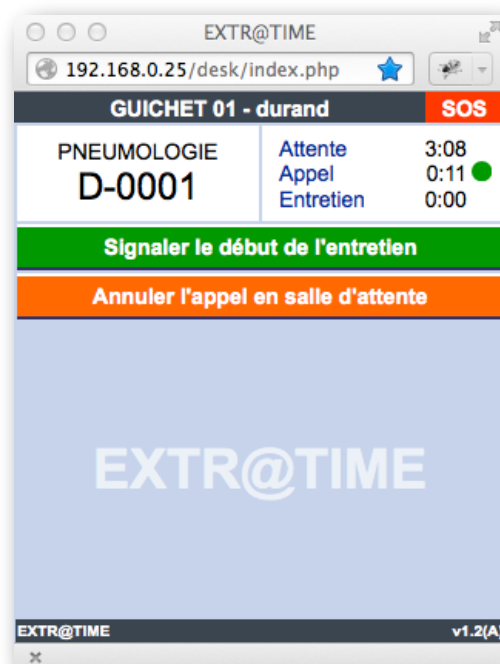 EXTR@TIME
192.168.0.25/desk/index.php
GUICHET 01 - durand SOS
PNEUMOLOGIE
D-0001
Attente 3:08
Appel 0:11
Entretien 0:00
Signaler le début de l'entretien
Annuler l'appel en salle d'attente
EXTR@TIME
EXTR@TIME v1.2(A)